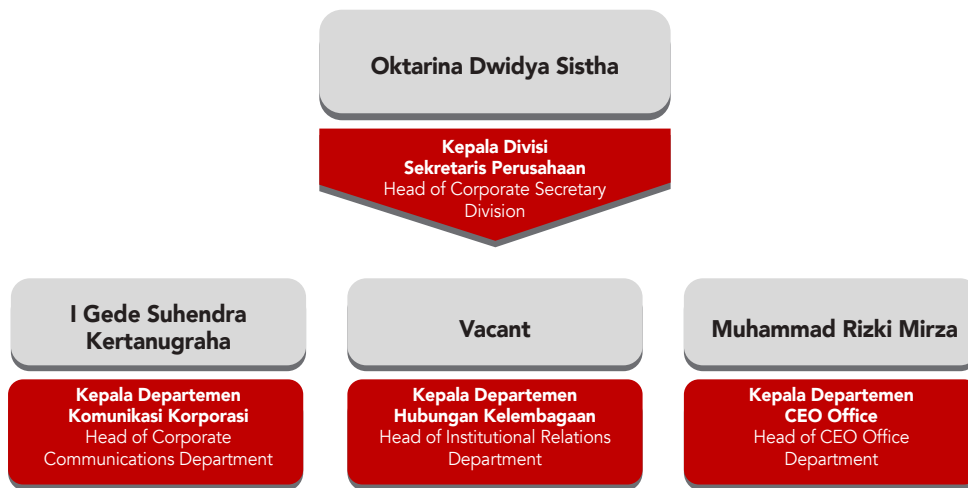 Oktarina Dwidya Sistha
Kepala Divisi
Sekretaris Perusahaan
Head of Corporate Secretary
Division
I Gede Suhendra
Kertanugraha
Kepala Departemen
Komunikasi Korporasi
Head of Corporate
Communications Department
Vacant
Kepala Departemen
Hubungan Kelembagaan
Head of Institutional Relations
Department
Muhammad Rizki Mirza
Kepala Departemen
CEO Office
Head of CEO Office
Department